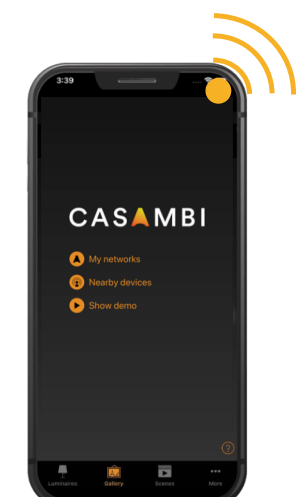 3:39
CASAMBI
My networks
Nearby devices
Show demo
?
Luminaires Gallery Scenes More